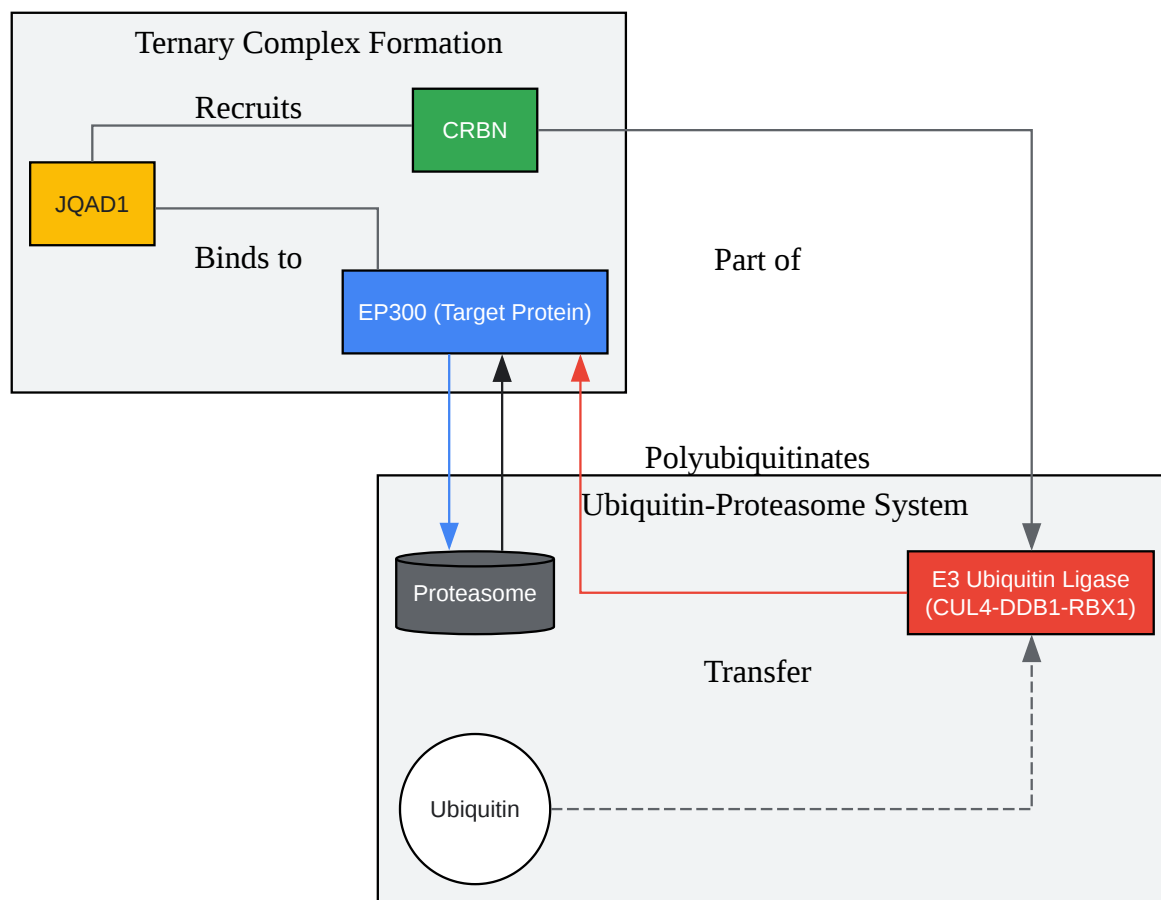 Ternary Complex Formation
Recruits
CRBN
JQAD1
Binds to
Part of
EP300 (Target Protein)
Polyubiquitinates
Ubiquitin-Proteasome System
Proteasome
E3 Ubiquitin Ligase
(CUL4-DDB1-RBX1)
Transfer
Ubiquitin